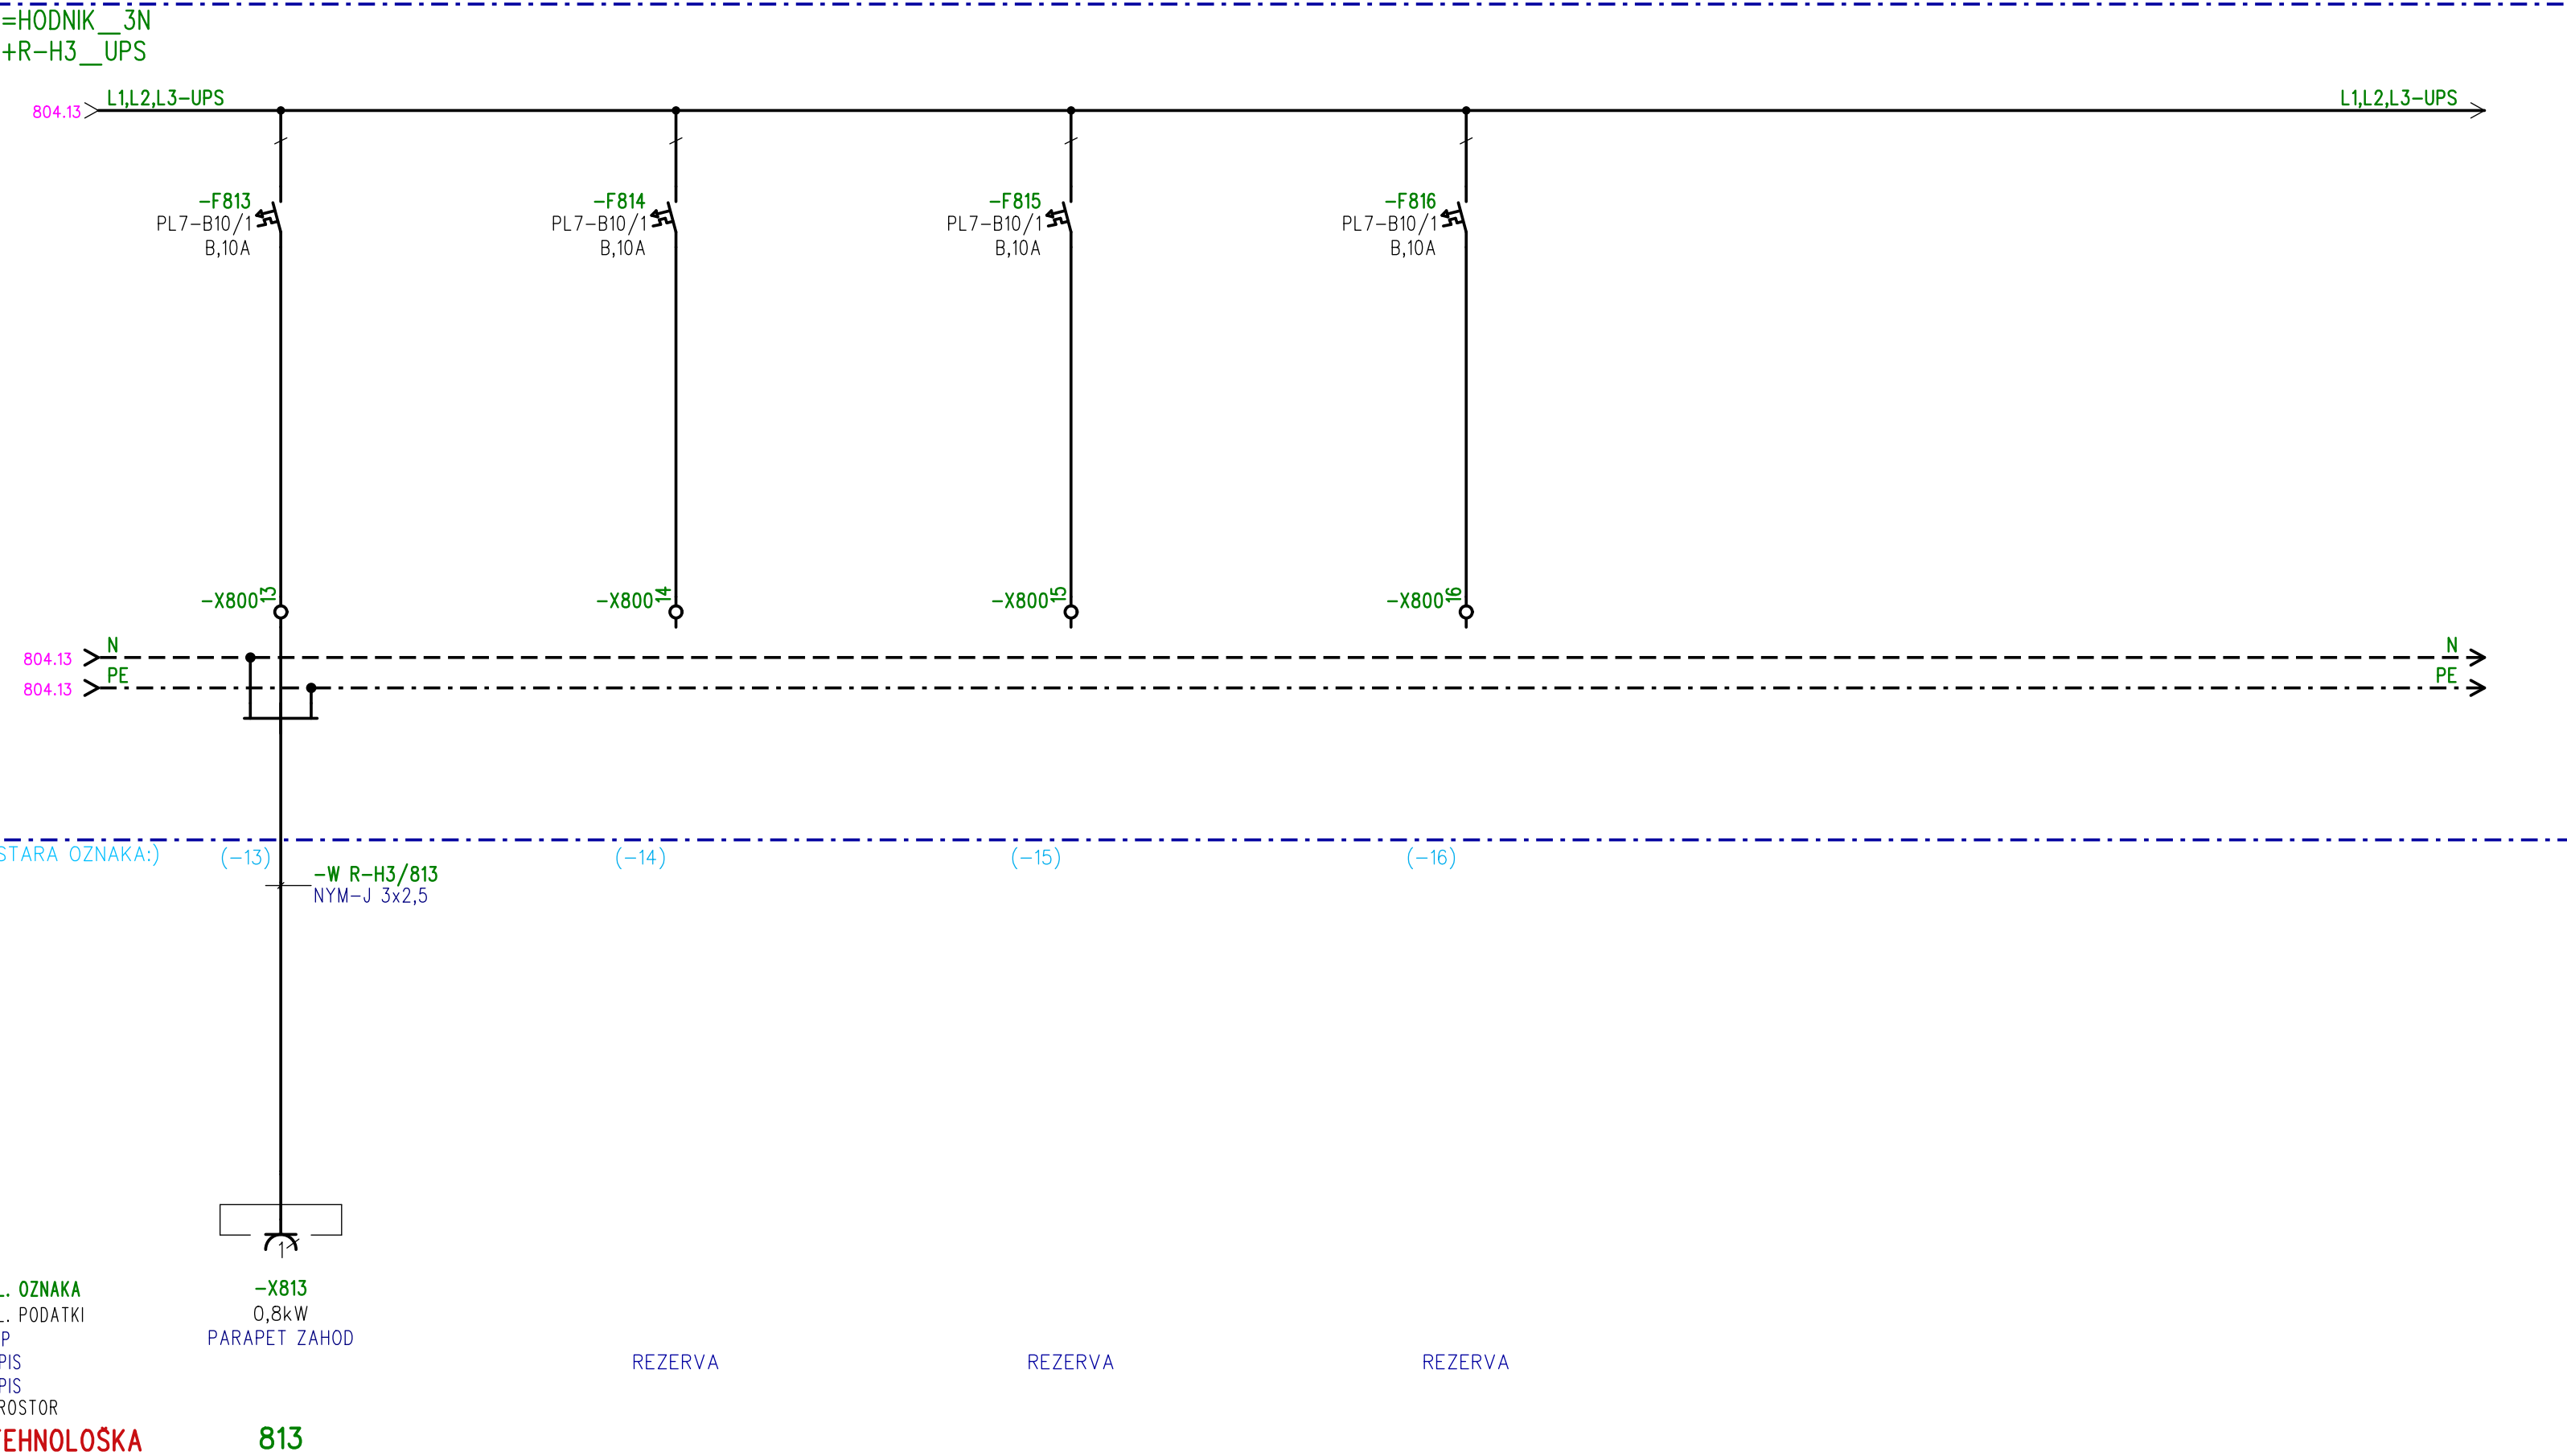 =HODNIK__3N
+R-H3__UPS
804.13 L1,L2,L3-UPS L1,L2,L3-UPS
-F813 -F814 -F815 -F816
PL7-B10/1 PL7-B10/1 PL7-B10/1 PL7-B10/1
B,10A B,10A B,10A B,10A
-X800 13 -X800 14 -X800 15 -X800 16
804.13 N N
804.13 PE PE
STARA OZNAKA:) (-13) (-14) (-15) (-16)
-W R-H3/813
NYM-J 3x2,5
1
L. OZNAKA -X813
L. PODATKI 0,8kW
P PARAPET ZAHOD
PIS REZERVA REZERVA REZERVA
PIS
ROSTOR
TEHNOLOŠKA 813